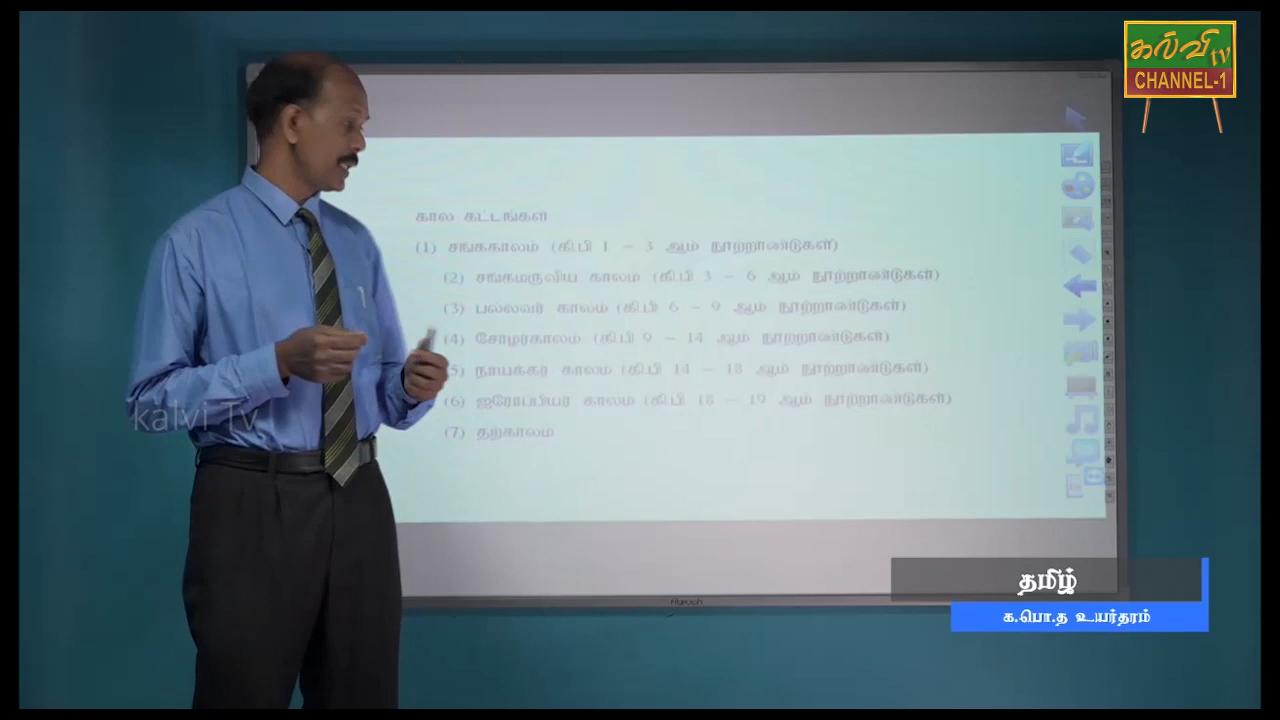 கல்வி tv
CHANNEL-1
கால கட்டங்கள்
(1) சங்ககாலம் (கி.பி 1 – 3 ஆம் நூற்றாண்டுகள்)
(2) சங்கமருவிய காலம் (கி.பி 3 – 6 ஆம் நூற்றாண்டுகள்)
(3) பல்லவர் காலம் (கி.பி 6 – 9 ஆம் நூற்றாண்டுகள்)
(4) சோழர்காலம் (கி.பி 9 – 14 ஆம் நூற்றாண்டுகள்)
5) நாயக்கர் காலம் (கி.பி 14 – 18 ஆம் நூற்றாண்டுகள்)
(6) ஐரோப்பியர் காலம் (கி.பி 18 – 19 ஆம் நூற்றாண்டுகள்)
(7) தற்காலம்
kalvi Tv
தமிழ்
க.பொ.த உயர்தரம்